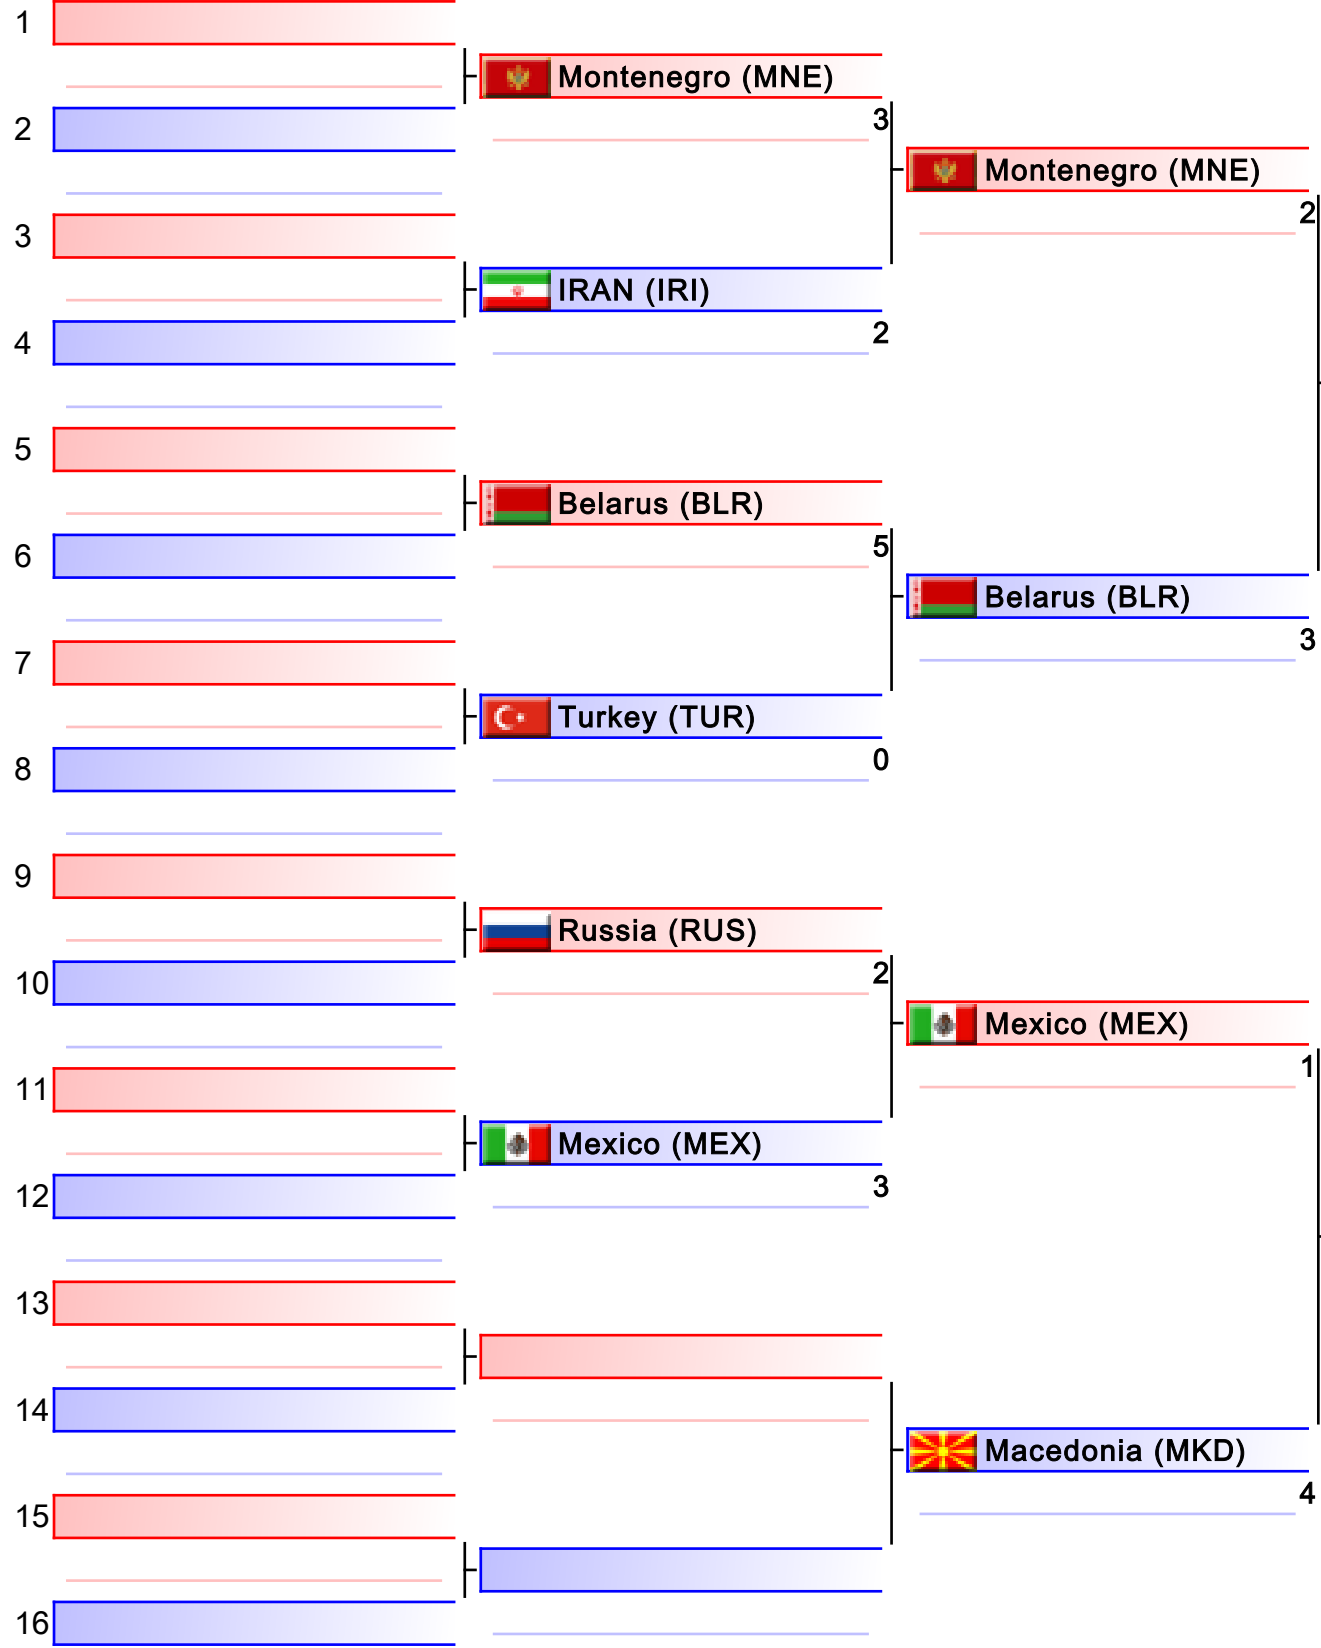 1
Montenegro (MNE)
3
2
Montenegro (MNE)
2
3
IRAN (IRI)
2
4
5
Belarus (BLR)
5
6
Belarus (BLR)
3
7
Turkey (TUR)
0
8
9
Russia (RUS)
2
10
Mexico (MEX)
1
11
Mexico (MEX)
3
12
13
14
Macedonia (MKD)
4
15
16